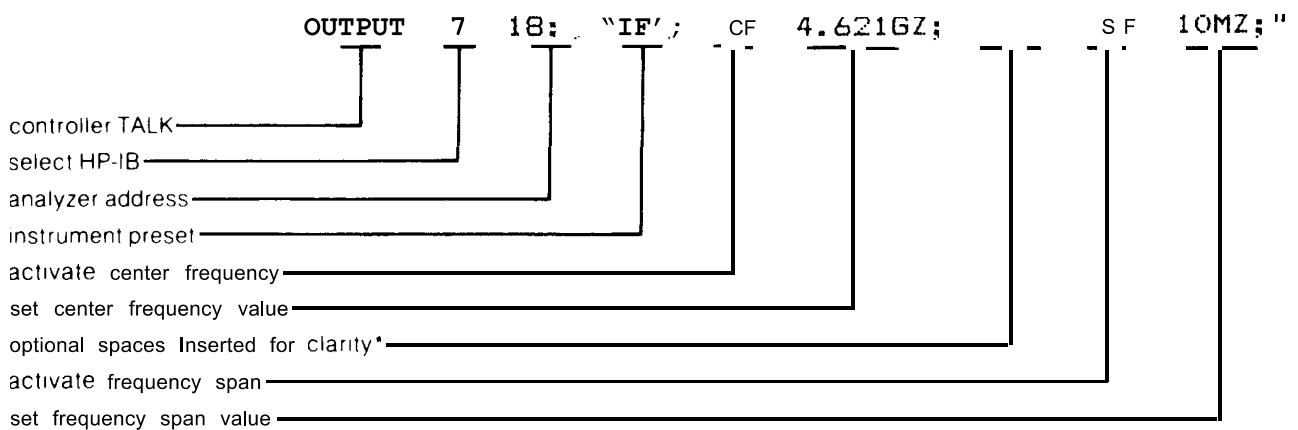 OUTPUT 7 18; "IF'; CF 4.621GZ; S F 10MZ;"
controller TALK
select HP-IB
analyzer address
instrument preset
activate center frequency
set center frequency value
optional spaces Inserted for clarity*
activate frequency span
set frequency span value